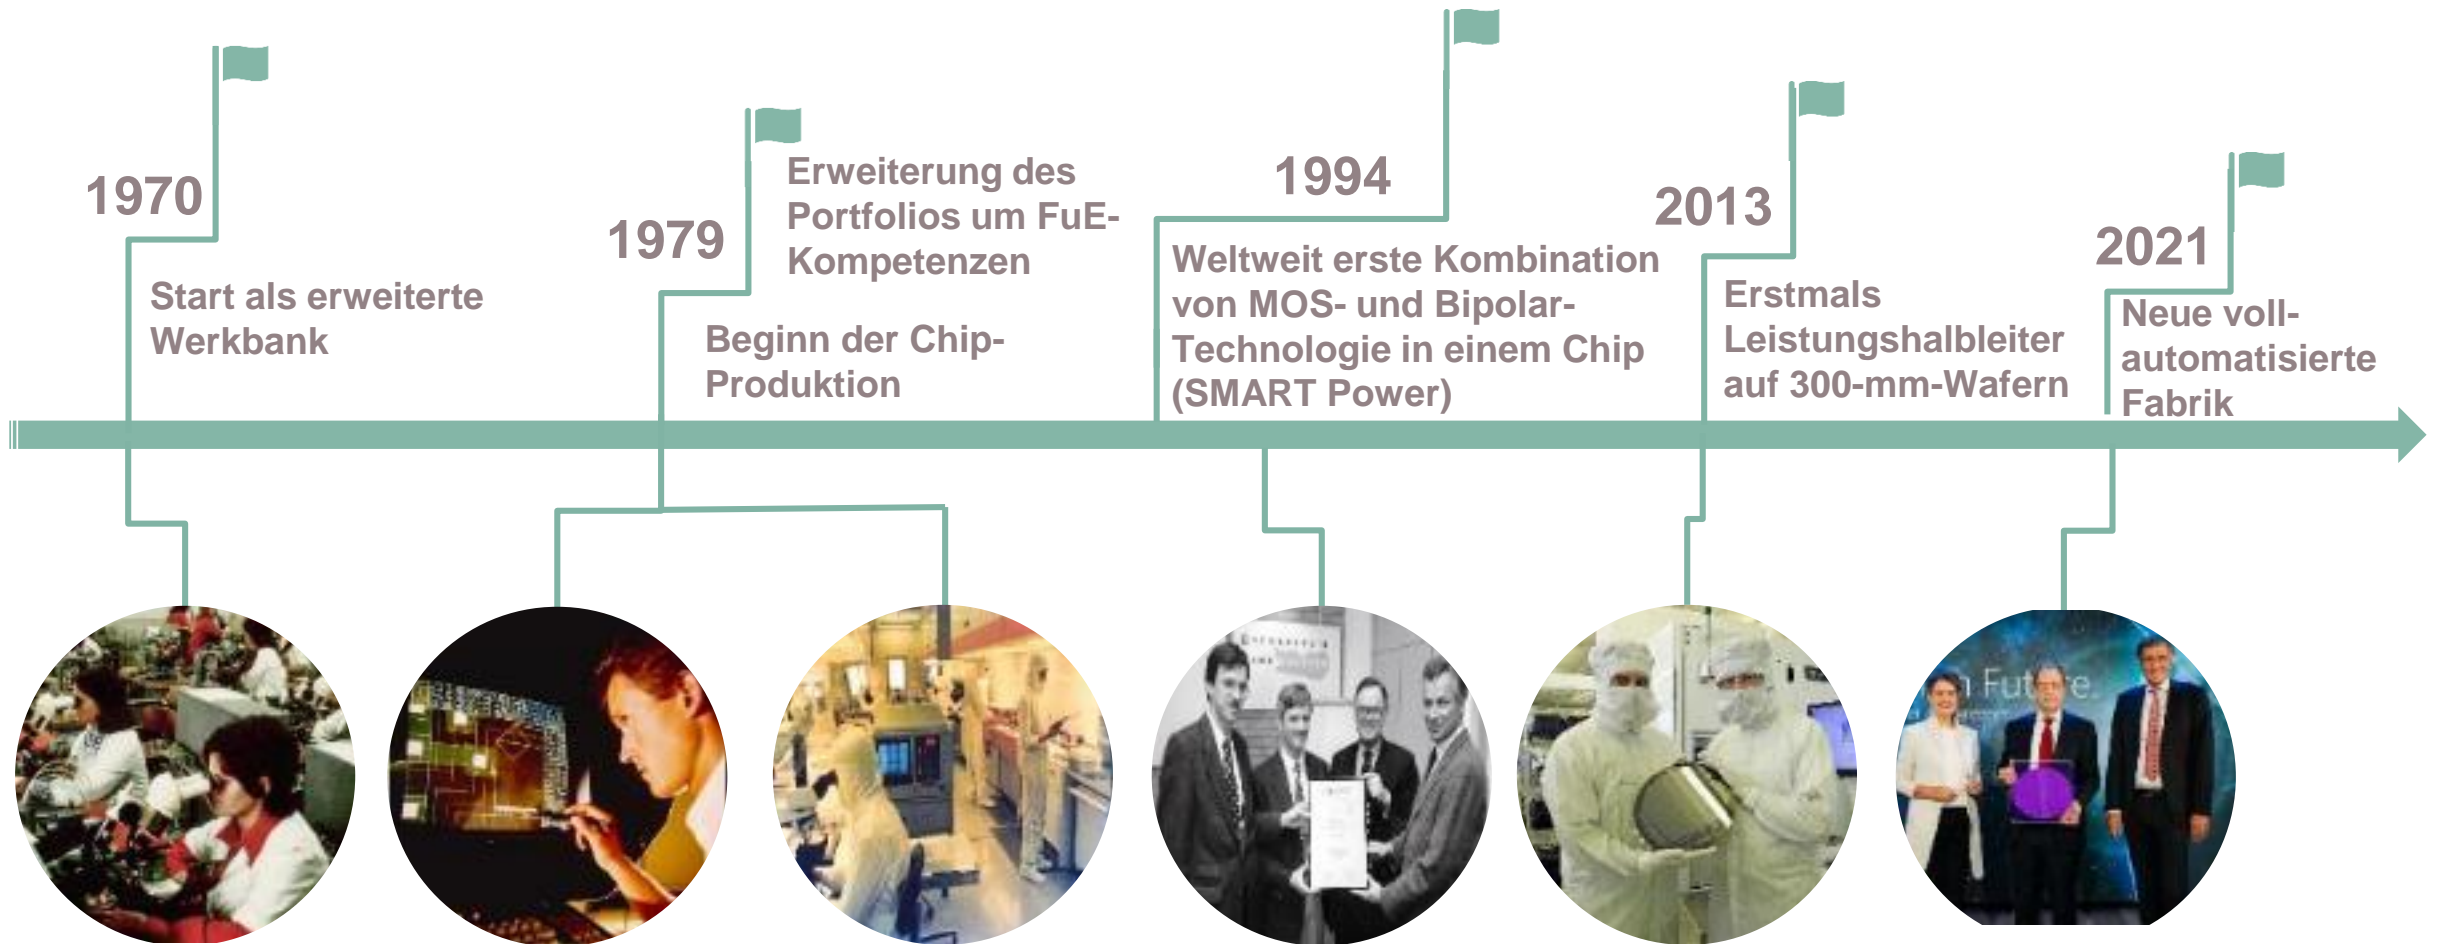 1970
Start als erweiterte
Werkbank
1979
Erweiterung des
Portfolios um FuE-
Kompetenzen
Beginn der Chip-
Produktion
1994
Weltweit erste Kombination
von MOS- und Bipolar-
Technologie in einem Chip
(SMART Power)
2013
Erstmals
Leistungshalbleiter
auf 300-mm-Wafern
2021
Neue voll-
automatisierte
Fabrik
Future.